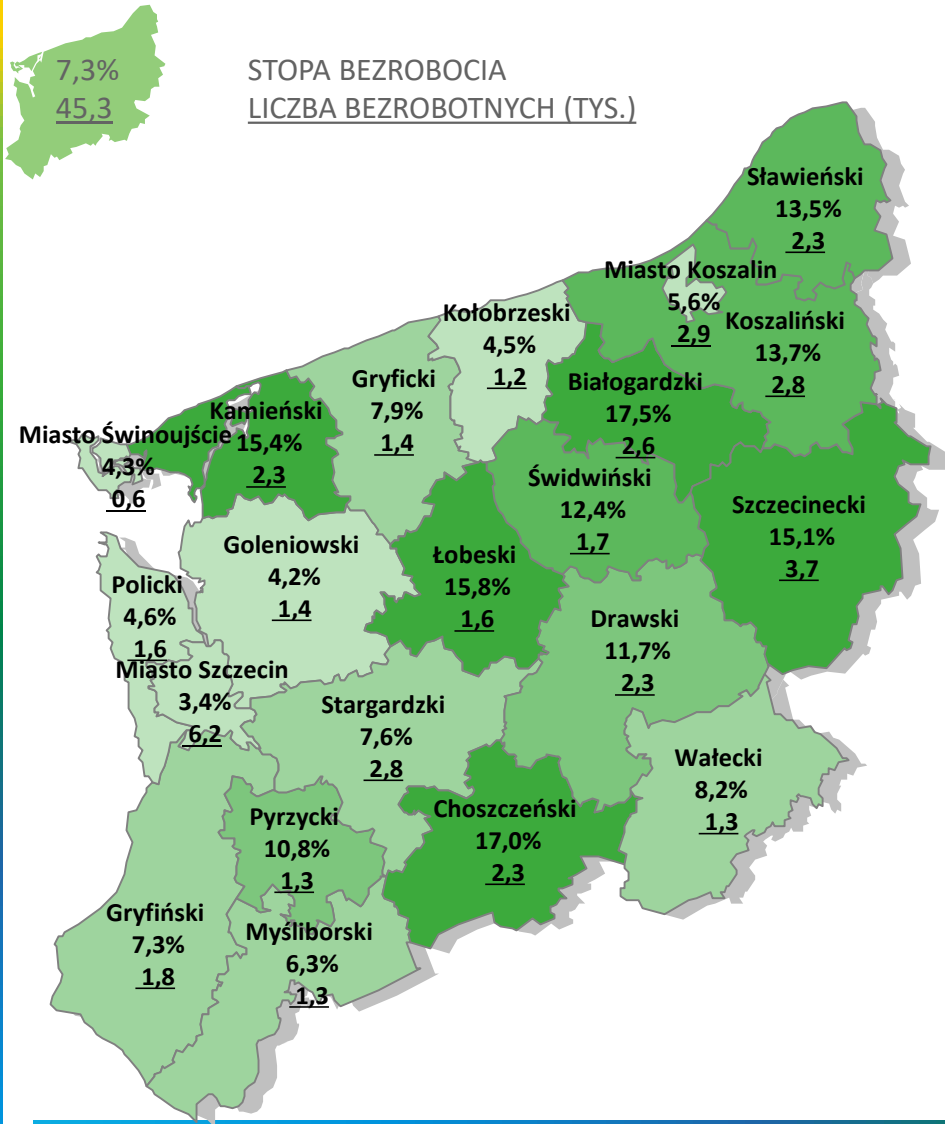 7,3%
45,3
STOPA BEZROBOCIA
LICZBA BEZROBOTNYCH (TYS.)
Sławieński
13,5%
2,3
Miasto Koszalin
5,6%
2,9
Koszaliński
13,7%
2,8
Kołobrzeski
4,5%
1,2
Gryficki
7,9%
1,4
Białogardzki
17,5%
2,6
Kamieński
15,4%
2,3
Miasto Świnoujście
4,3%
0,6
Świdwiński
12,4%
1,7
Szczecinecki
15,1%
3,7
Goleniowski
4,2%
1,4
Łobeski
15,8%
1,6
Policki
4,6%
1,6
Drawski
11,7%
2,3
Miasto Szczecin
3,4%
6,2
Stargardzki
7,6%
2,8
Wałecki
8,2%
1,3
Choszczeński
17,0%
2,3
Pyrzycki
10,8%
1,3
Gryfiński
7,3%
1,8
Myśliborski
6,3%
1,3